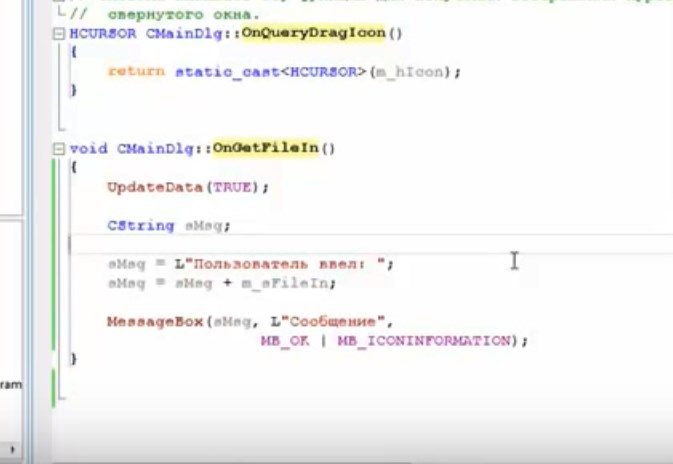 // свернутого окна.
HCURSOR CMainDlg::OnQueryDragIcon()
{
return static_cast<HCURSOR>(m_hIcon);
}
void CMainDlg::OnGetFileIn()
{
UpdateData(TRUE);
CString sMsg;
sMsg = L"Пользователь ввел: ";
sMsg = sMsg + m_sFileIn;
MessageBox(sMsg, L"Сообщение",
MB_OK | MB_ICONINFORMATION);
}
ram